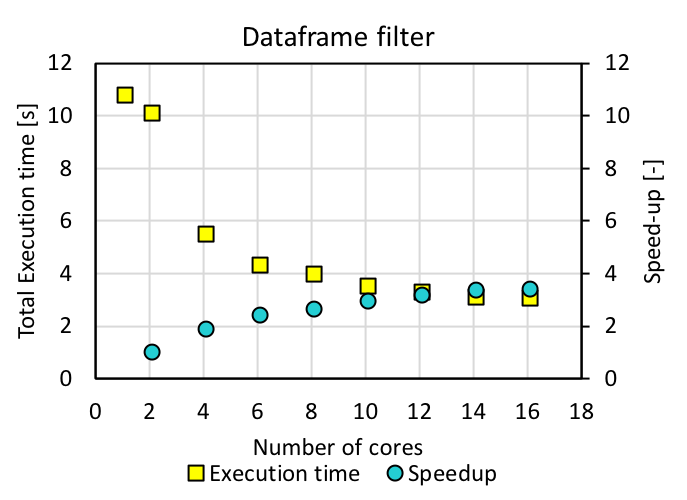 Dataframe filter
Total Execution time [s]
12
10
8
6
4
2
0
12
10
8
6
4
2
0
Speed-up [-]
0 2 4 6 8 10 12 14 16 18
Number of cores
Execution time Speedup